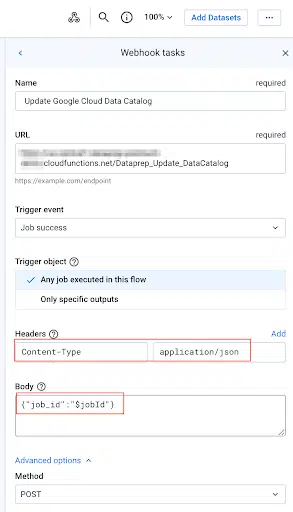 100%
Add Datasets
...
Webhook tasks
Name
required
Update Google Cloud Data Catalog
URL
required
cloudfunctions.net/Dataprep_Update_DataCatalog
https://example.com/endpoint
Trigger event
Job success
Trigger object
Any job executed in this flow
Only specific outputs
Headers
Add
Content-Type
application/json
Body
{"job_id":"$jobId"}
Advanced options
Method
POST